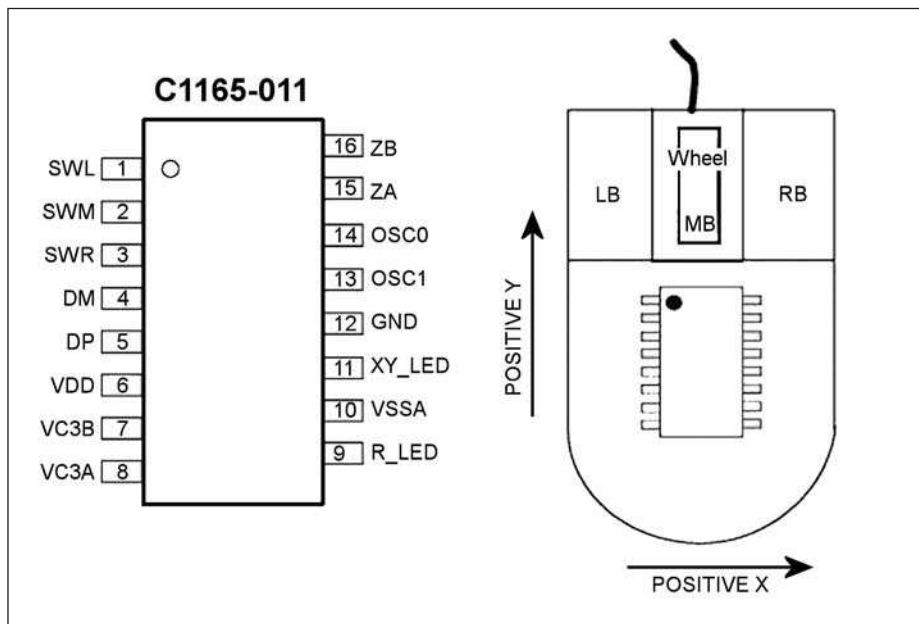 C1165-011
SWL 1
SWM 2
SWR 3
DM 4
DP 5
VDD 6
VC3B 7
VC3A 8
16 ZB
15 ZA
14 OSC0
13 OSC1
12 GND
11 XY_LED
10 VSSA
9 R_LED
Wheel
LB
MB
RB
POSITIVE Y
POSITIVE X